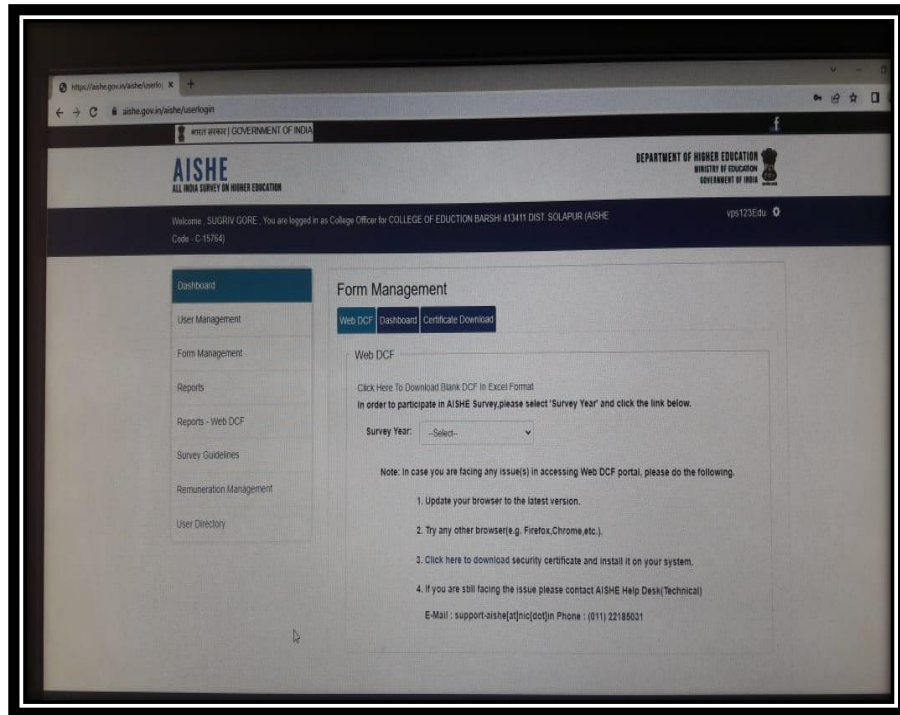 https://aishe.gov.in/aishe/userlog
aishe.gov.in/aishe/userlogin
भारत सरकार | GOVERNMENT OF INDIA
AISHE
ALL INDIA SURVEY ON HIGHER EDUCATION
DEPARTMENT OF HIGHER EDUCATION
MINISTRY OF EDUCATION
GOVERNMENT OF INDIA
Welcome , SUGRIV GORE , You are logged in as College Officer for COLLEGE OF EDUCTION BARSHI 413411 DIST. SOLAPUR (AISHE
Code - C-15764)
vps123Edu
Dashboard
User Management
Form Management
Reports
Reports - Web DCF
Survey Guidelines
Remuneration Management
User Directory
Form Management
Web DCF Dashboard Certificate Download
Web DCF
Click Here To Download Blank DCF In Excel Format
In order to participate in AISHE Survey,please select 'Survey Year' and click the link below.
Survey Year: --Select--
Note: In case you are facing any issue(s) in accessing Web DCF portal, please do the following.
1. Update your browser to the latest version.
2. Try any other browser(e.g. Firefox,Chrome,etc.).
3. Click here to download security certificate and install it on your system.
4. If you are still facing the issue please contact AISHE Help Desk(Technical)
E-Mail : support-aishe[at]nic[dot]in Phone : (011) 22185031